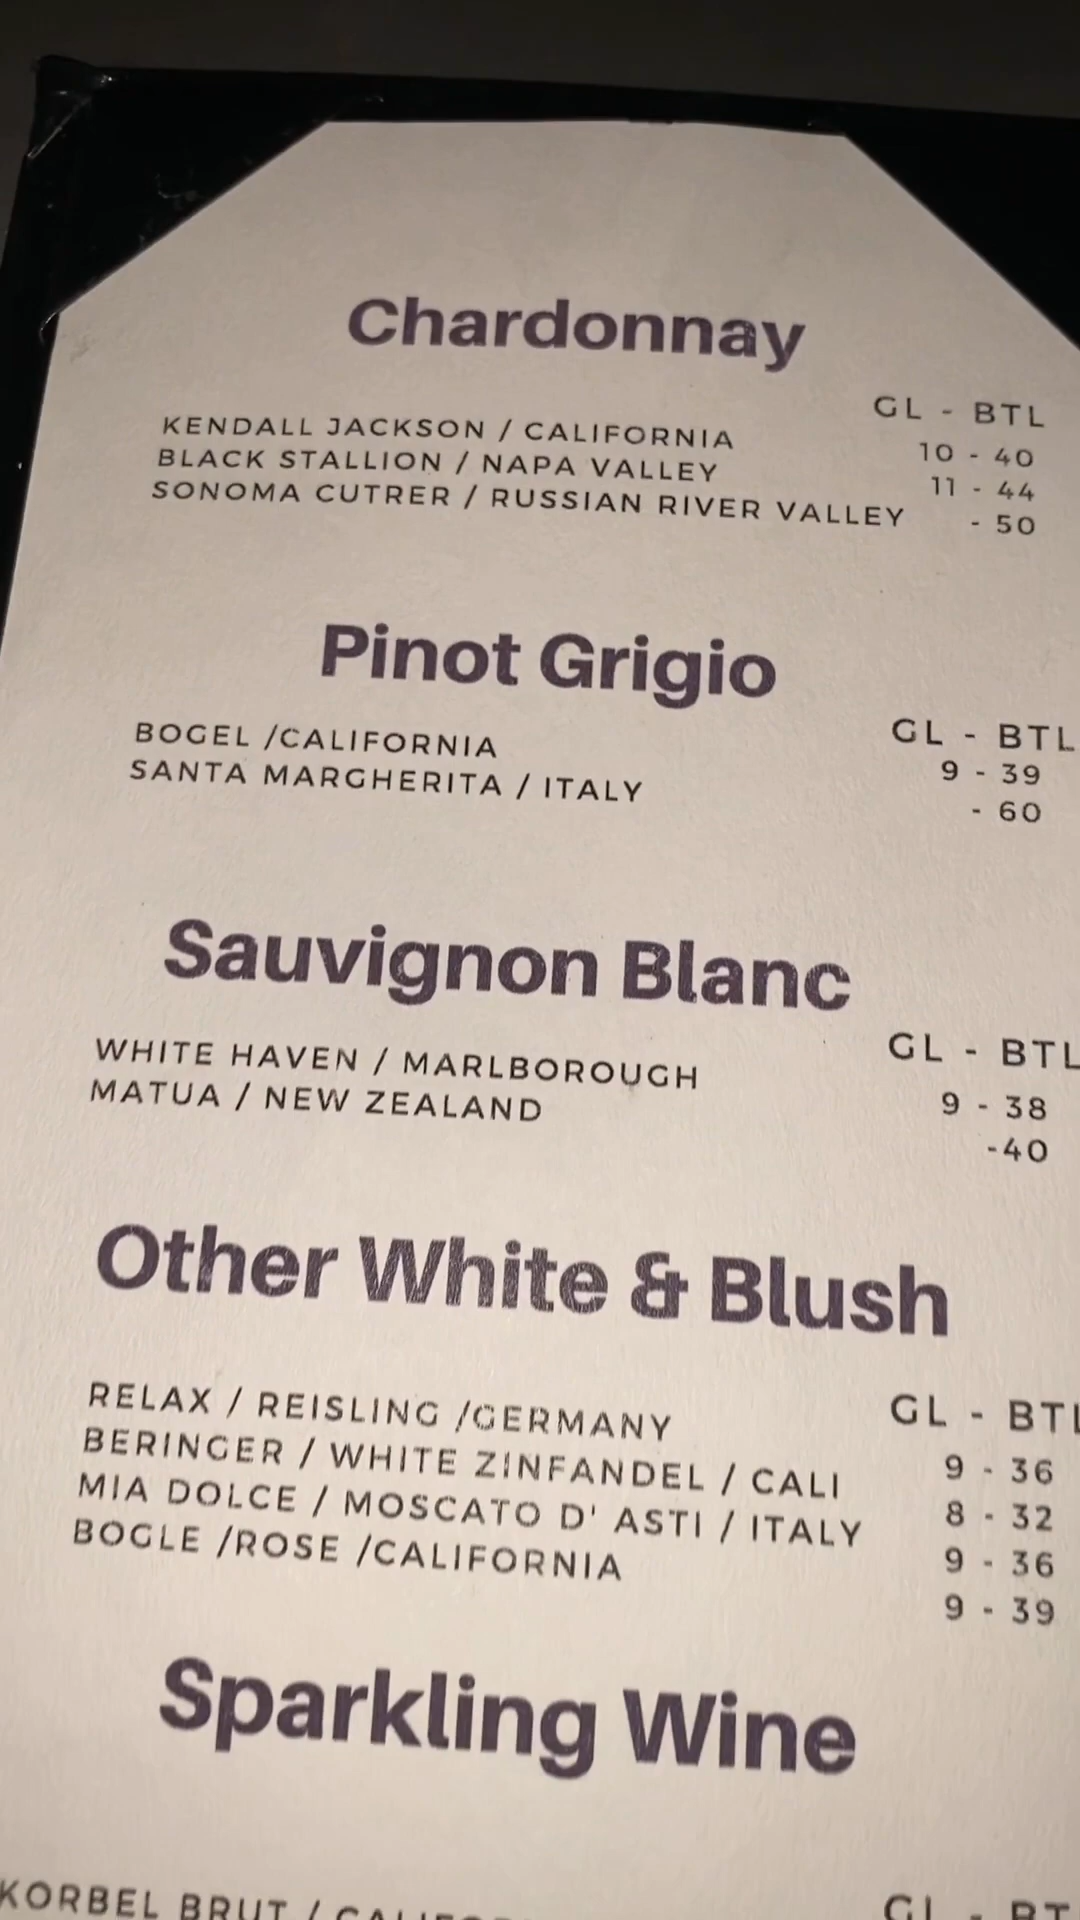 Chardonnay
GL - BTL
KENDALL JACKSON / CALIFORNIA 10 - 40
BLACK STALLION / NAPA VALLEY 11 - 44
SONOMA CUTRER / RUSSIAN RIVER VALLEY - 50
Pinot Grigio
GL - BTL
BOGEL /CALIFORNIA 9 - 39
SANTA MARGHERITA / ITALY - 60
Sauvignon Blanc
GL - BTL
WHITE HAVEN / MARLBOROUGH 9 - 38
MATUA / NEW ZEALAND -40
Other White & Blush
GL - BTL
RELAX / REISLING /GERMANY 9 - 36
BERINGER / WHITE ZINFANDEL / CALI 8 - 32
MIA DOLCE / MOSCATO D' ASTI / ITALY 9 - 36
BOGLE /ROSE /CALIFORNIA 9 - 39
Sparkling Wine
GL - BT
KORBEL BRUT /